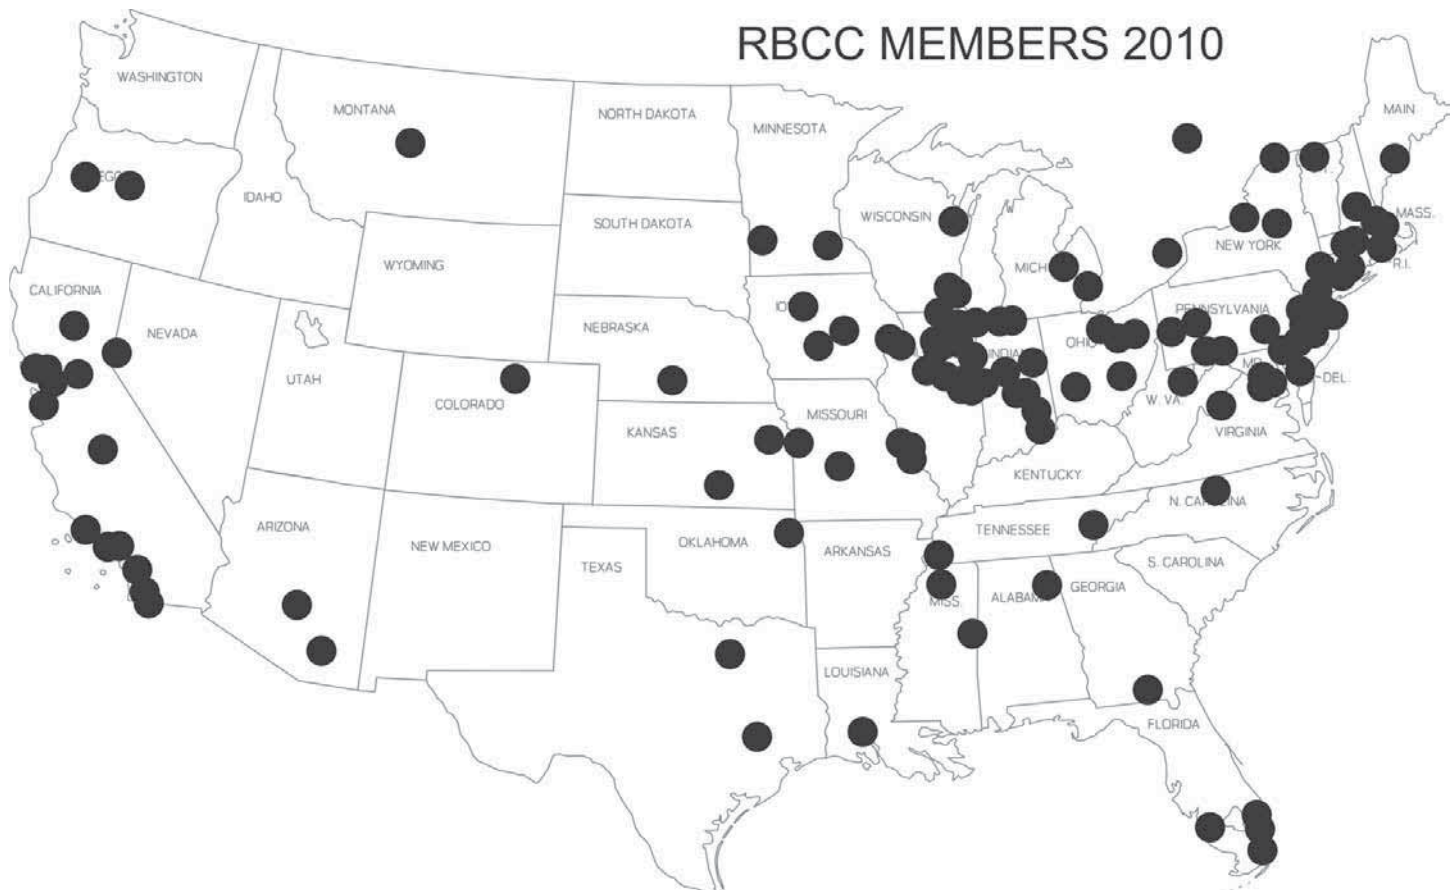 RBCC MEMBERS 2010
WASHINGTON
MONTANA
NORTH DAKOTA
MINNESOTA
MAIN
IDAHO
SOUTH DAKOTA
WISCONSIN
MASS.
NEW YORK
R.I.
WYOMING
CALIFORNIA
NEVADA
NEBRASKA
PENNSYLVANIA
OHIO
UTAH
COLORADO
DEL.
W. VA
KANSAS
MISSOURI
VIRGINIA
KENTUCKY
ARIZONA
NEW MEXICO
OKLAHOMA
ARKANSAS
TENNESSEE
TEXAS
S. CAROLINA
MISS.
GEORGIA
LOUISIANA
FLORIDA